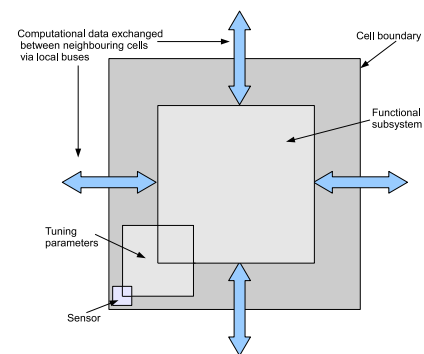 Computational data exchanged
between neighbouring cells
via local buses
Cell boundary
Functional
subsystem
Tuning
parameters
Sensor